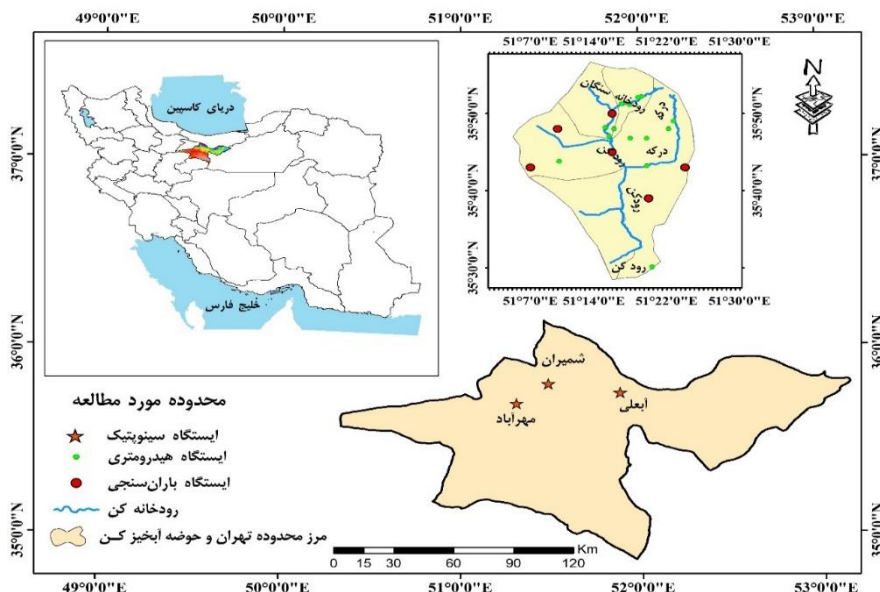 49°0'0"E 50°0'0"E 51°0'0"E 52°0'0"E 53°0'0"E
51°7'0"E 51°14'0"E 51°22'0"E 51°30'0"E
N
دریای کاسپین
خلیج فارس
رودخانه سنگان
درکه
رود کن
35°50'0"N
35°40'0"N
35°30'0"N
35°50'0"N
35°40'0"N
35°30'0"N
51°7'0"E 51°14'0"E 51°22'0"E 51°30'0"E
37°0'0"N
36°0'0"N
35°0'0"N
37°0'0"N
36°0'0"N
35°0'0"N
شمیران
آبعلی
مهرآباد
محدوده مورد مطالعه
ایستگاه سینوپتیک
ایستگاه هیدرومتری
ایستگاه باران‌سنجی
رودخانه کن
مرز محدوده تهران و حوضه آبخیز کـن
Km
0 15 30 60 90 120
49°0'0"E 50°0'0"E 51°0'0"E 52°0'0"E 53°0'0"E